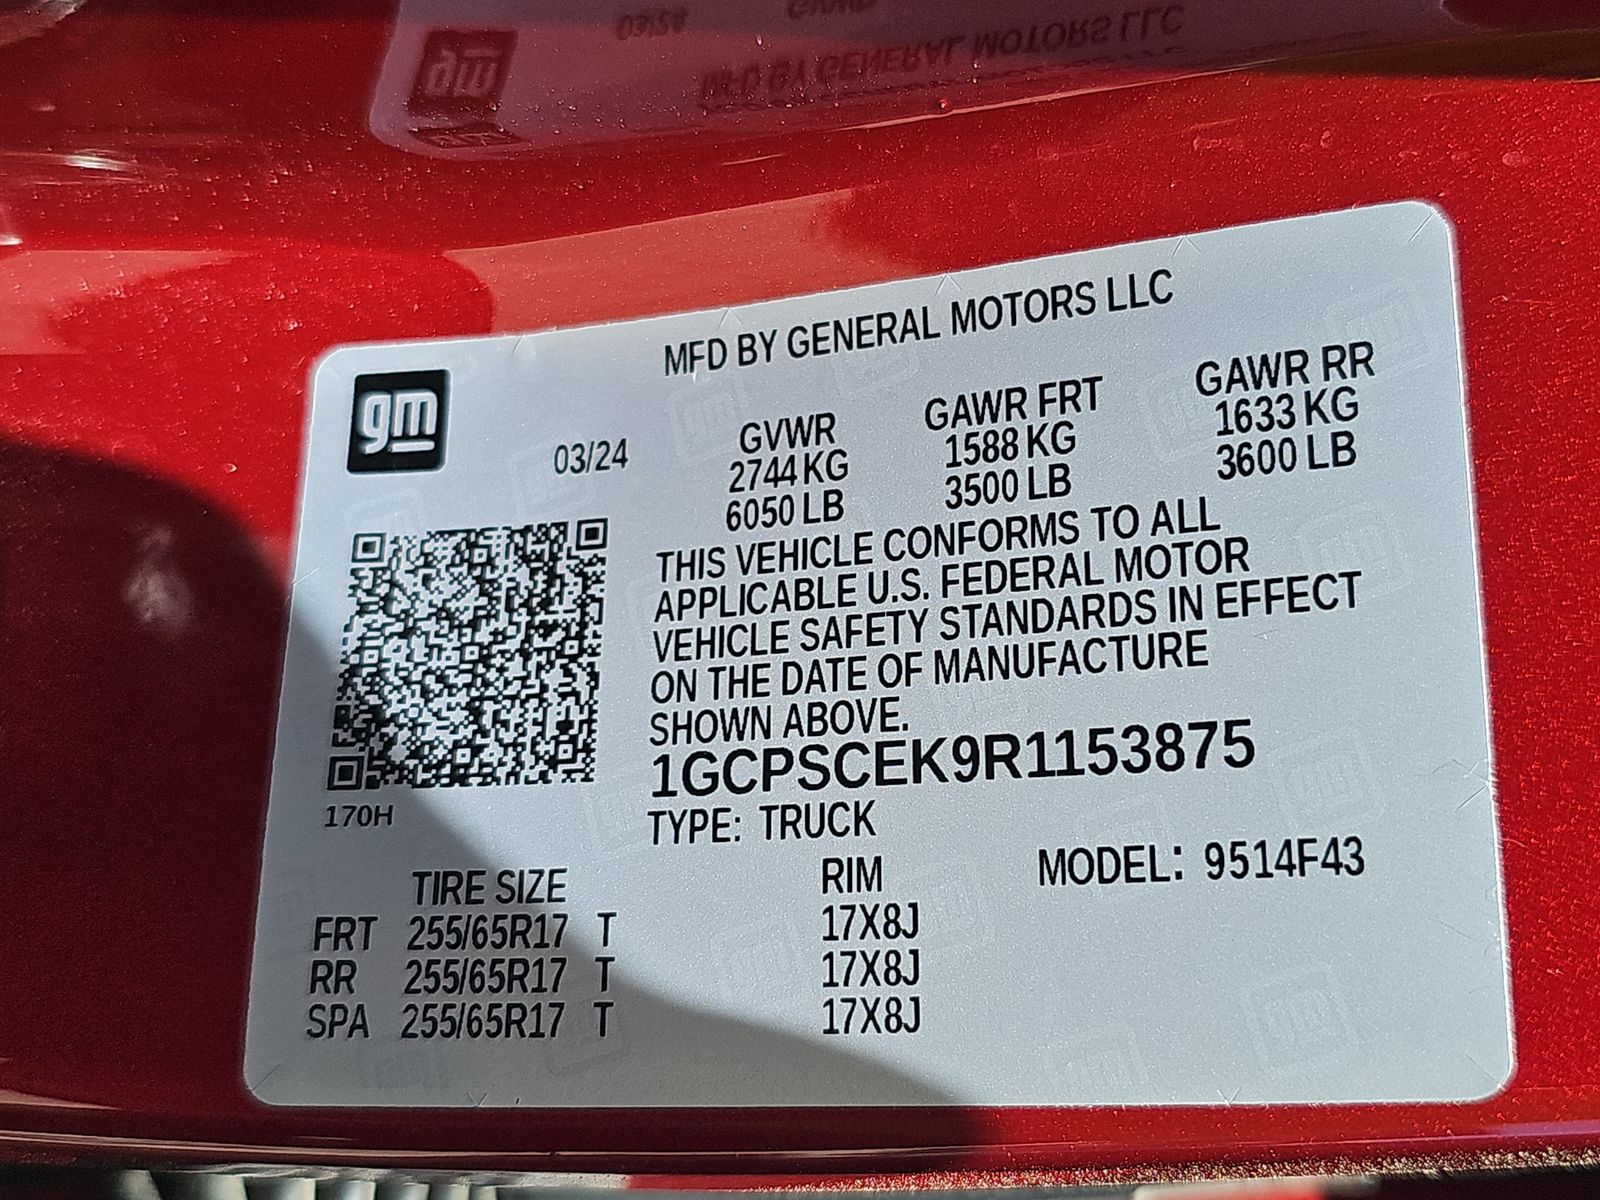 MFD BY GENERAL MOTORS LLC
gm
03/24
GVWR
2744 KG
6050 LB
GAWR FRT
1588 KG
3500 LB
GAWR RR
1633 KG
3600 LB
THIS VEHICLE CONFORMS TO ALL
APPLICABLE U.S. FEDERAL MOTOR
VEHICLE SAFETY STANDARDS IN EFFECT
ON THE DATE OF MANUFACTURE
SHOWN ABOVE.
1GCPSCEK9R1153875
170H
TYPE: TRUCK
TIRE SIZE RIM MODEL: 9514F43
FRT 255/65R17 T 17X8J
RR 255/65R17 T 17X8J
SPA 255/65R17 T 17X8J